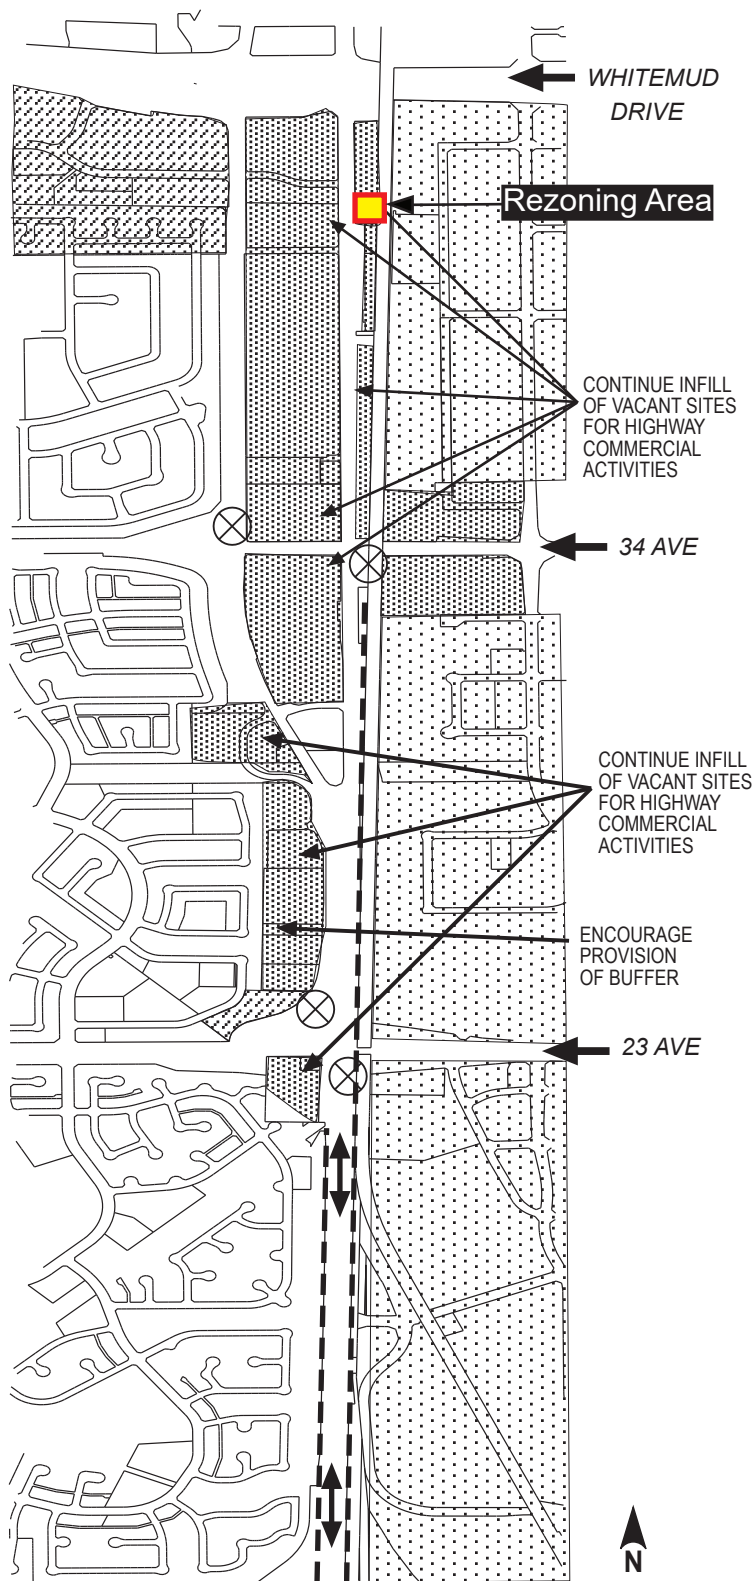 WHITEMUD
DRIVE
Rezoning Area
CONTINUE INFILL
OF VACANT SITES
FOR HIGHWAY
COMMERCIAL
ACTIVITIES
34 AVE
CONTINUE INFILL
OF VACANT SITES
FOR HIGHWAY
COMMERCIAL
ACTIVITIES
ENCOURAGE
PROVISION
OF BUFFER
23 AVE
N